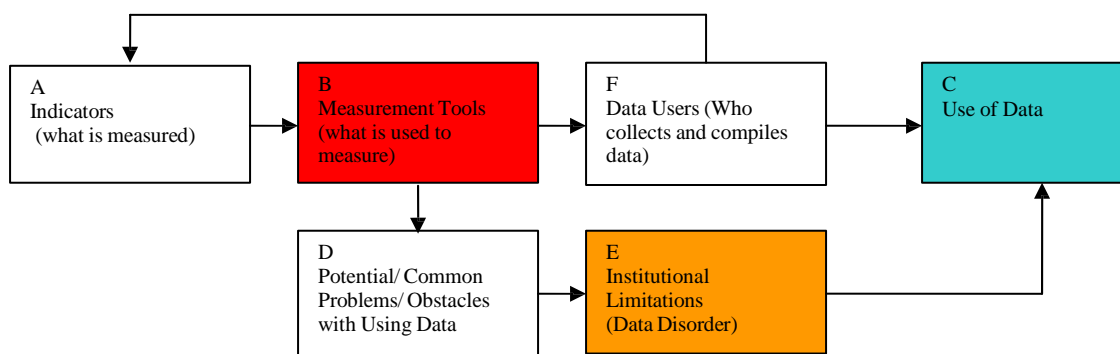 A
Indicators
(what is measured)
B
Measurement Tools
(what is used to
measure)
F
Data Users (Who
collects and compiles
data)
C
Use of Data
D
Potential/ Common
Problems/ Obstacles
with Using Data
E
Institutional
Limitations
(Data Disorder)